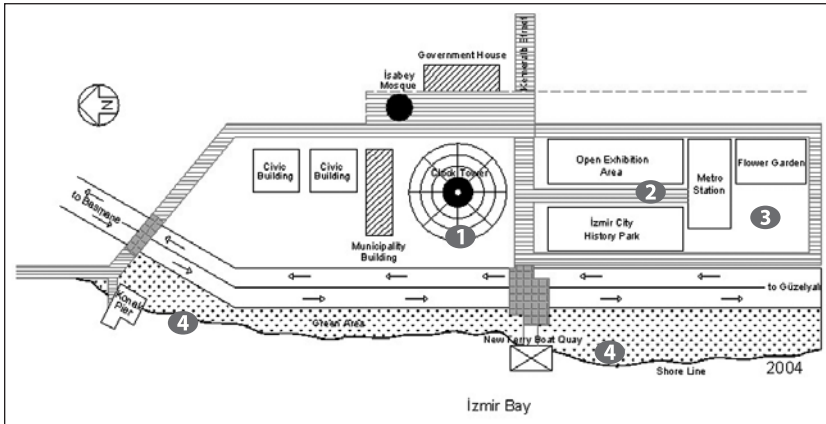 Government House
Kemeraltı Street
İsabey
Mosque
N
Civic
Building
Civic
Building
Clock Tower
Open Exhibition
Area
Metro
Station
Flower Garden
2
3
1
İzmir City
History Park
Municipality
Building
to Basmane
to Güzelyalı
Konak
Pier
4
Green Area
New Ferry Boat Quay
4
Shore Line
2004
İzmir Bay